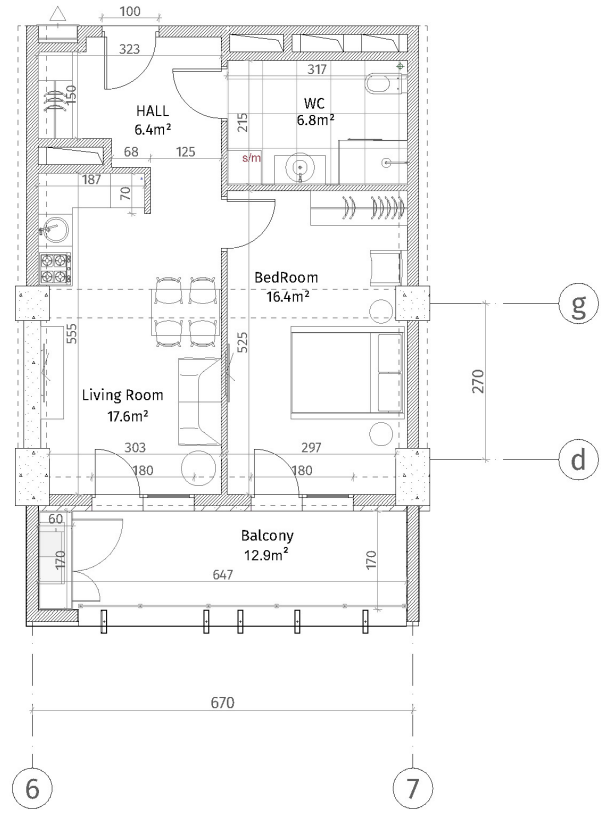 100
323
317
150
HALL
6.4m²
WC
6.8m²
215
68
125
s/m
187
70
BedRoom
16.4m²
g
555
525
270
Living Room
17.6m²
303
297
d
180
180
60
Balcony
12.9m²
170
170
647
670
6
7